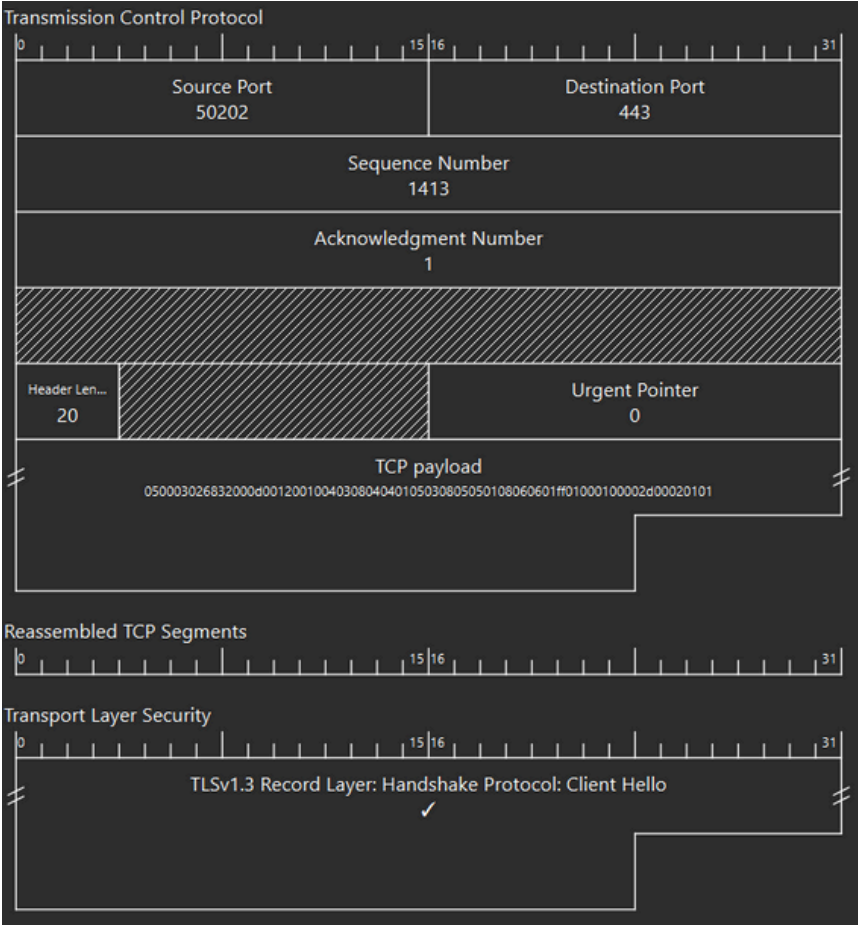 Transmission Control Protocol
0 15 16 31
Source Port Destination Port
50202 443
Sequence Number
1413
Acknowledgment Number
1
Header Len... Urgent Pointer
20 0
TCP payload
050003026832000d0012001004030804040105030805050108060601ff01000100002d00020101
Reassembled TCP Segments
0 15 16 31
Transport Layer Security
0 15 16 31
TLSv1.3 Record Layer: Handshake Protocol: Client Hello
✓